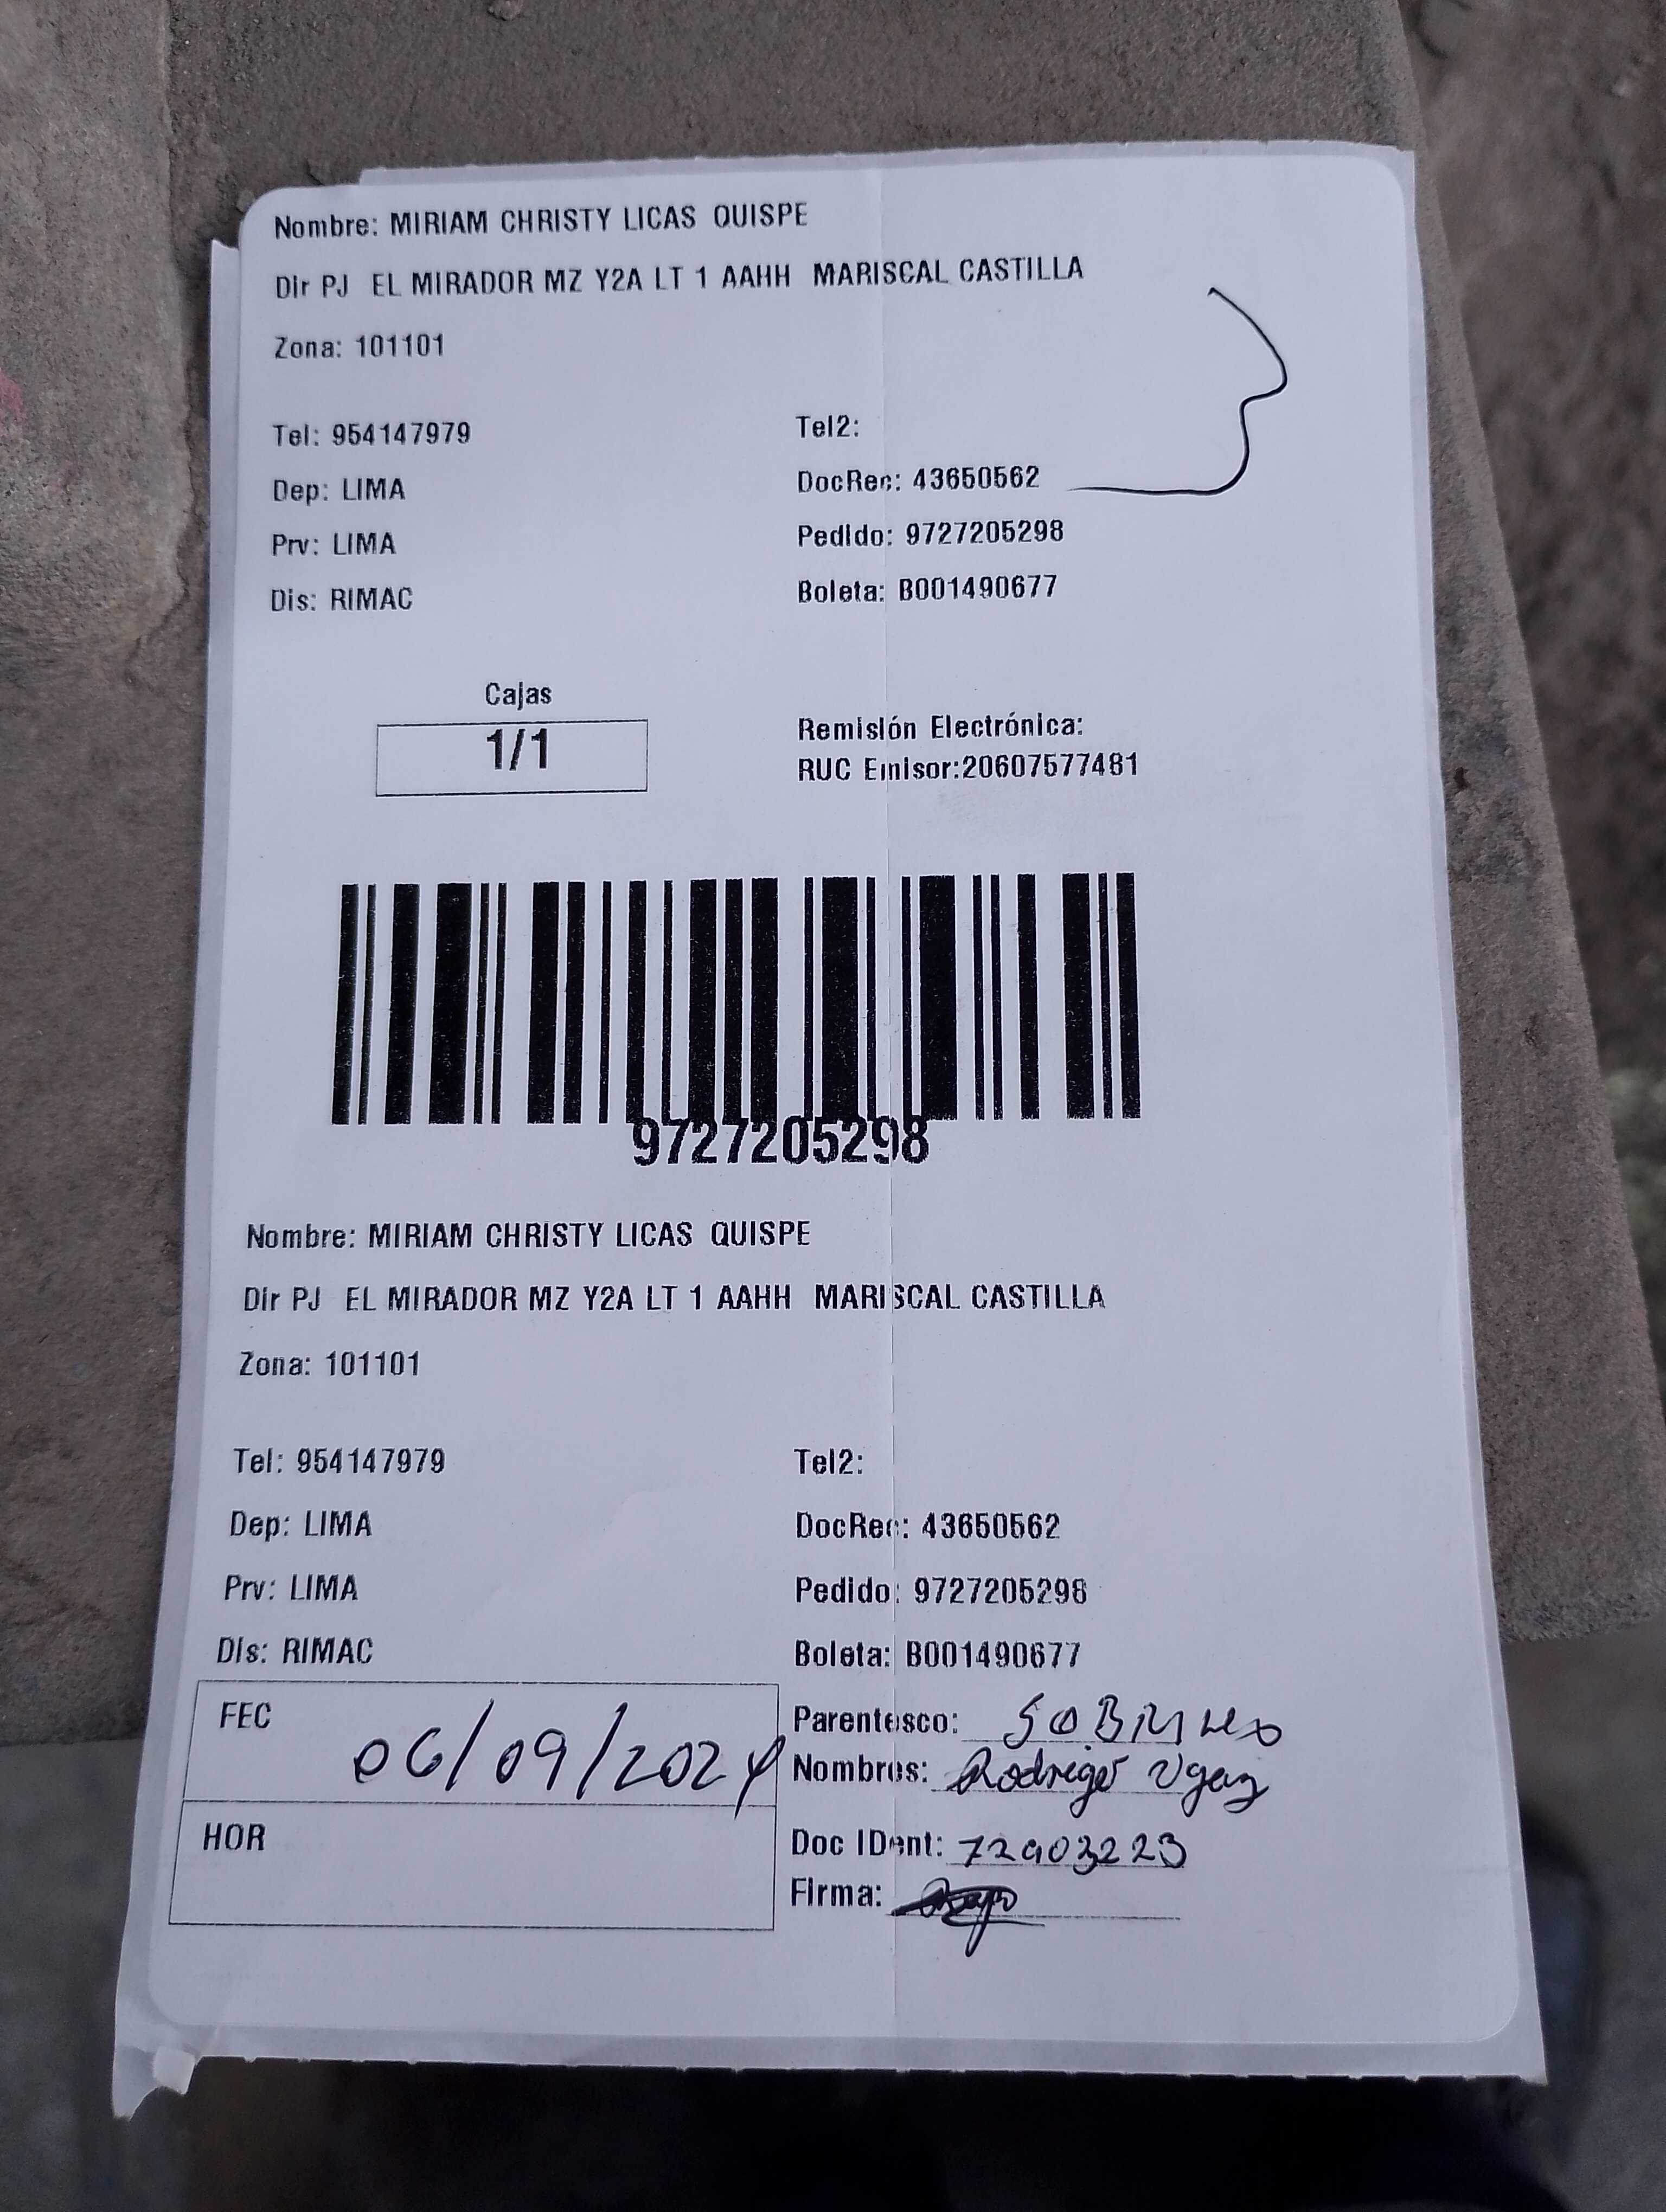 Nombre: MIRIAM CHRISTY LICAS QUISPE
Dir PJ EL MIRADOR MZ Y2A LT 1 AAHH MARISCAL CASTILLA
Zona: 101101
Tel: 954147979 Tel2:
Dep: LIMA DocRec: 43650562
Prv: LIMA Pedido: 9727205298
Dis: RIMAC Boleta: B001490677
Cajas
1/1
Remisión Electrónica:
RUC Emisor:20607577481
9727205298
Nombre: MIRIAM CHRISTY LICAS QUISPE
Dir PJ EL MIRADOR MZ Y2A LT 1 AAHH MARISCAL CASTILLA
Zona: 101101
Tel: 954147979 Tel2:
Dep: LIMA DocRec: 43650562
Prv: LIMA Pedido: 9727205298
Dis: RIMAC Boleta: B001490677
FEC 06/09/2024
Parentesco: SOBRINO
Nombres: Rodrigo Ugaz
HOR
Doc IDent: 72903223
Firma: